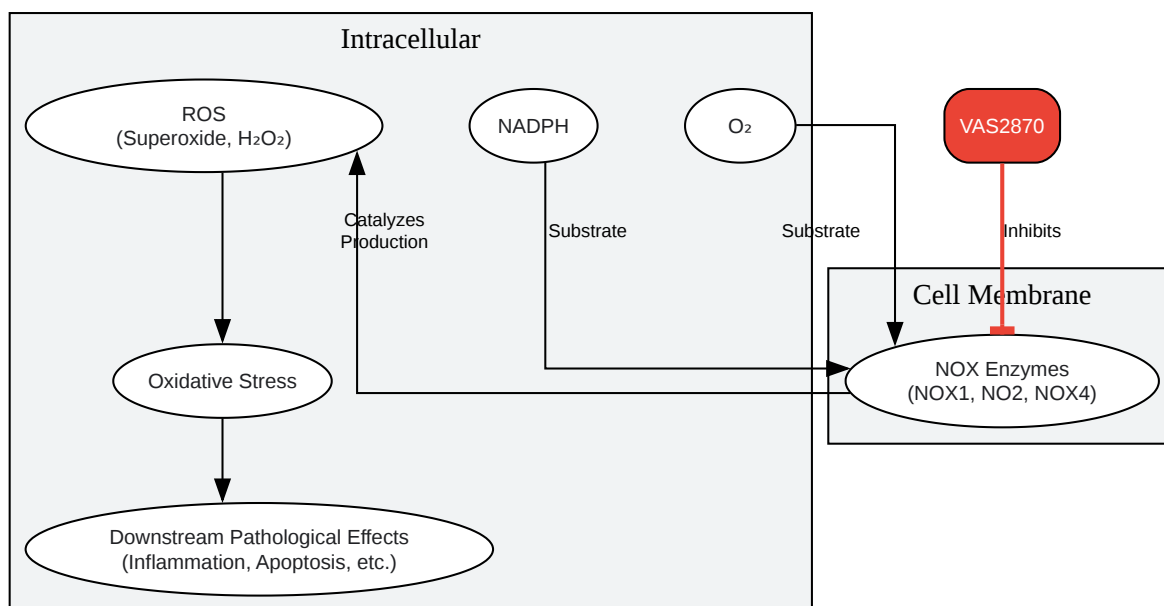 Intracellular
ROS
(Superoxide, H₂O₂)
NADPH
O₂
VAS2870
Catalyzes
Production
Substrate
Substrate
Inhibits
Cell Membrane
NOX Enzymes
(NOX1, NO2, NOX4)
Oxidative Stress
Downstream Pathological Effects
(Inflammation, Apoptosis, etc.)